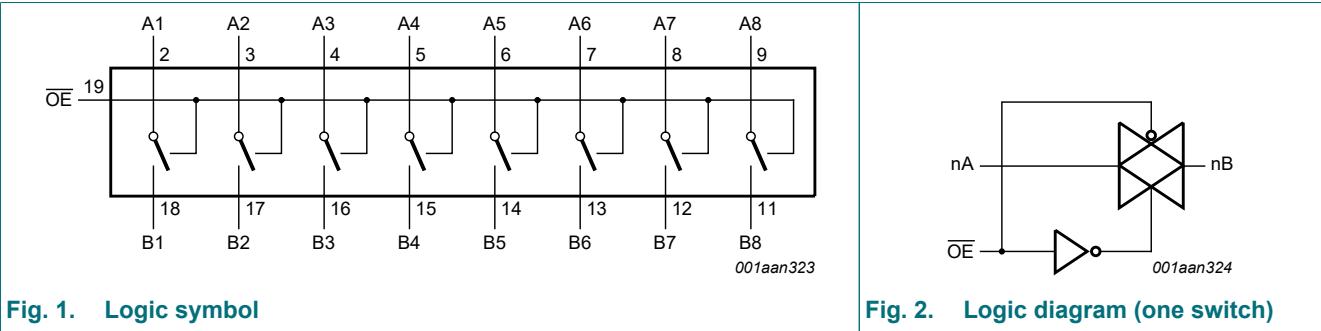 A1 A2 A3 A4 A5 A6 A7 A8
2 3 4 5 6 7 8 9
19
OE
18 17 16 15 14 13 12 11
B1 B2 B3 B4 B5 B6 B7 B8
001aan323
Fig. 1. Logic symbol
nA nB
OE
001aan324
Fig. 2. Logic diagram (one switch)